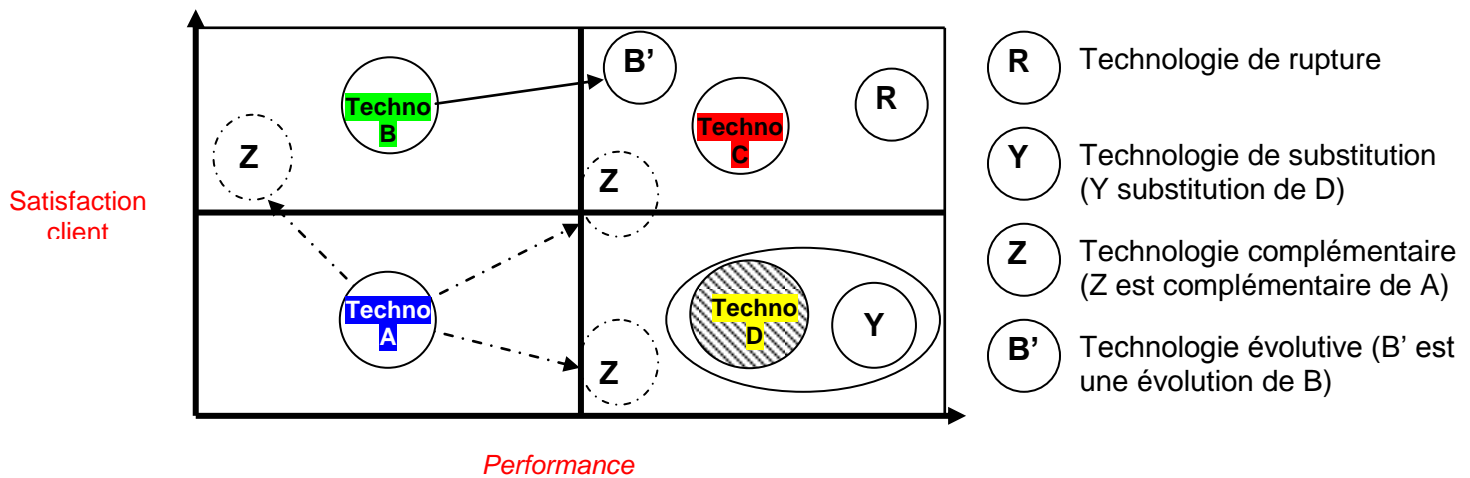 Satisfaction
client
Techno
B
B’
Techno
C
R
Z
Z
Techno
A
Techno
D
Y
Z
Performance
R
Technologie de rupture
Y
Technologie de substitution
(Y substitution de D)
Z
Technologie complémentaire
(Z est complémentaire de A)
B’
Technologie évolutive (B’ est
une évolution de B)